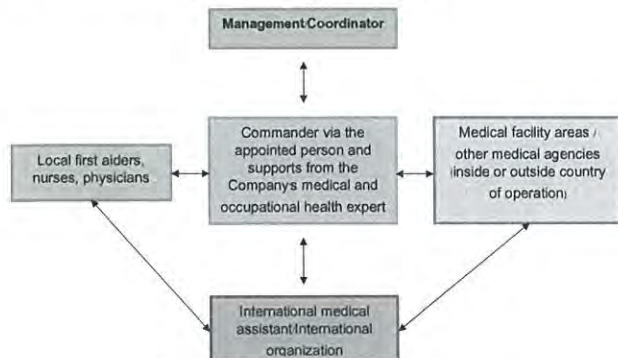 Management Coordinator
Commander via the
appointed person and
supports from the
Company's medical and
occupational health expert
Local first aiders,
nurses, physicians
Medical facility areas /
other medical agencies
(inside or outside country
of operation)
International medical
assistant/International
organization